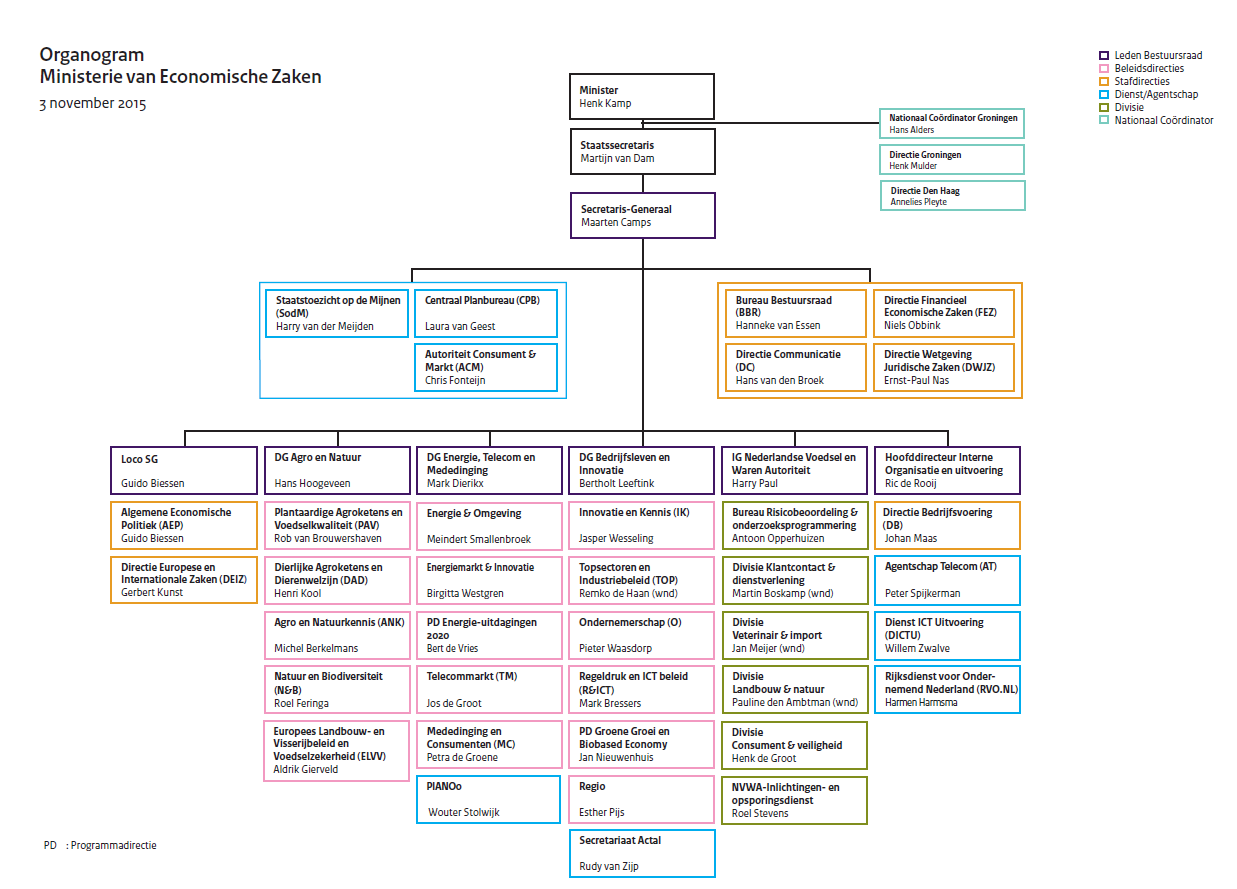 Organogram
Ministerie van Economische Zaken
3 november 2015
Leden Bestuursraad
Beleidsdirecties
Stafdirecties
Dienst/Agentschap
Divisie
Nationaal Coördinator
Minister
Henk Kamp
Staatssecretaris
Martijn van Dam
Secretaris-Generaal
Maarten Camps
Nationaal Coördinator Groningen
Hans Alders
Directie Groningen
Henk Mulder
Directie Den Haag
Annelies Pleyte
Staatstoezicht op de Mijnen
(SodM)
Harry van der Meijden
Centraal Planbureau (CPB)
Laura van Geest
Autoriteit Consument &
Markt (ACM)
Chris Fonteijn
Bureau Bestuursraad
(BBR)
Hanneke van Essen
Directie Financieel
Economische Zaken (FEZ)
Niels Obbink
Directie Communicatie
(DC)
Hans van den Broek
Directie Wetgeving
Juridische Zaken (DWJZ)
Ernst-Paul Nas
Loco SG
Guido Biessen
Algemene Economische
Politiek (AEP)
Guido Biessen
Directie Europese en
Internationale Zaken (DEIZ)
Gerbert Kunst
DG Agro en Natuur
Hans Hoogeveen
Plantaardige Agroketens en
Voedselkwaliteit (PAV)
Rob van Brouwershaven
Dierlijke Agroketens en
Dierenwelzijn (DAD)
Henri Kool
Agro en Natuurkennis (ANK)
Michel Berkelmans
Natuur en Biodiversiteit
(N&B)
Roel Feringa
Europees Landbouw- en
Visserijbeleid en
Voedselzekerheid (ELVV)
Aldrik Gierveld
DG Energie, Telecom en
Mededinging
Mark Dierikx
Energie & Omgeving
Meindert Smallenbroek
Energiemarkt & Innovatie
Birgitta Westgren
PD Energie-uitdagingen
2020
Bert de Vries
Telecommarkt (TM)
Jos de Groot
Mededinging en
Consumenten (MC)
Petra de Groene
PIANOo
Wouter Stolwijk
DG Bedrijfsleven en
Innovatie
Bertholt Leeftink
Innovatie en Kennis (IK)
Jasper Wesseling
Topsectoren en
Industriebeleid (TOP)
Remko de Haan (wnd)
Ondernemerschap (O)
Pieter Waasdorp
Regeldruk en ICT beleid
(R&ICT)
Mark Bressers
PD Groene Groei en
Biobased Economy
Jan Nieuwenhuis
Regio
Esther Pijs
Secretariaat Actal
Rudy van Zijp
IG Nederlandse Voedsel en
Waren Autoriteit
Harry Paul
Bureau Risicobeoordeling &
onderzoeksprogrammering
Antoon Opperhuizen
Divisie Klantcontact &
dienstverlening
Martin Boskamp (wnd)
Divisie
Veterinair & import
Jan Meijer (wnd)
Divisie
Landbouw & natuur
Pauline den Ambtman (wnd)
Divisie
Consument & veiligheid
Henk de Groot
NVWA-Inlichtingen- en
opsporingsdienst
Roel Stevens
Hoofddirecteur Interne
Organisatie en uitvoering
Ric de Rooij
Directie Bedrijfsvoering
(DB)
Johan Maas
Agentschap Telecom (AT)
Peter Spijkerman
Dienst ICT Uitvoering
(DICTU)
Willem Zwalve
Rijksdienst voor Onder-
nemend Nederland (RVO.NL)
Harmen Harmsma
PD : Programmadirectie